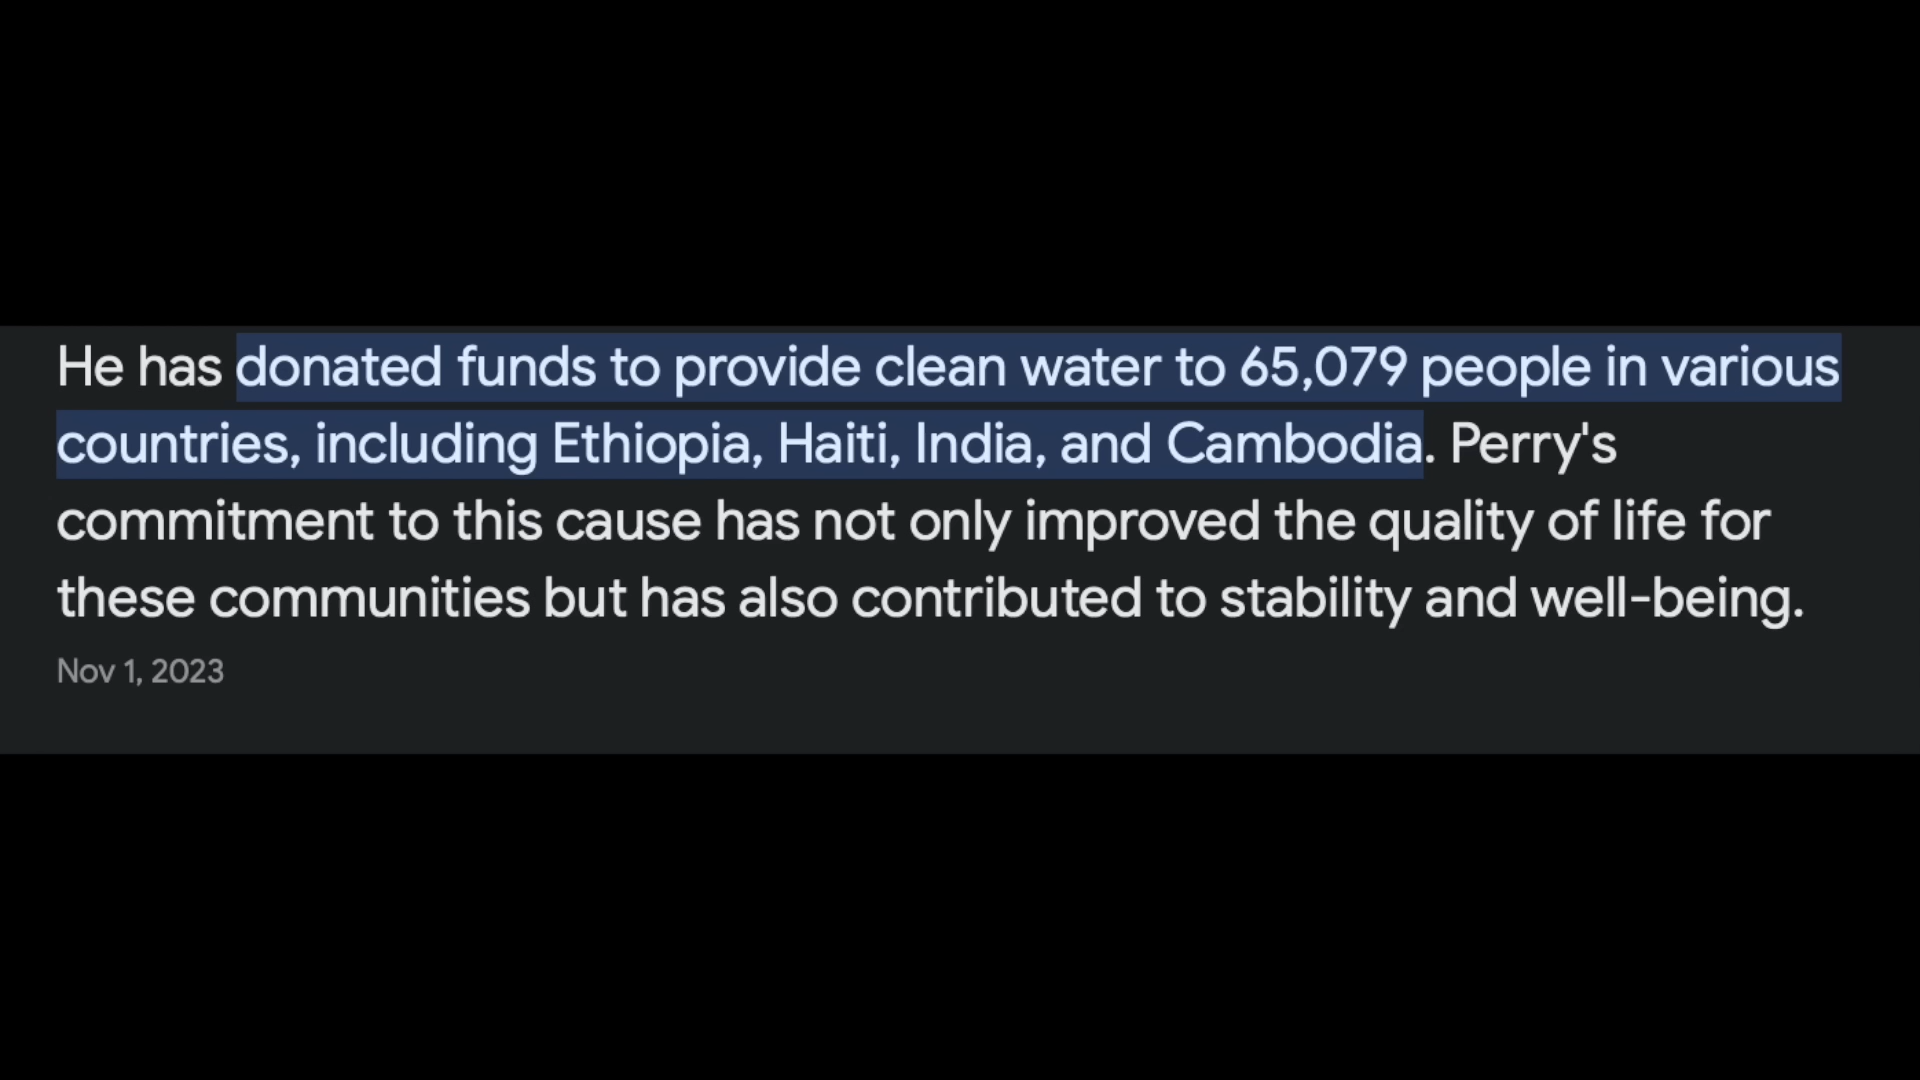 He has donated funds to provide clean water to 65,079 people in various
countries, including Ethiopia, Haiti, India, and Cambodia. Perry's
commitment to this cause has not only improved the quality of life for
these communities but has also contributed to stability and well-being.
Nov 1, 2023